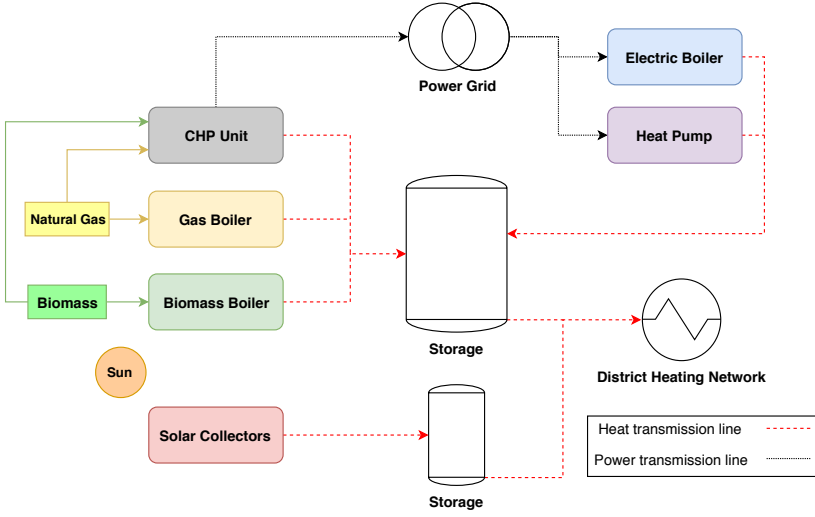 Power Grid
Electric Boiler
CHP Unit
Heat Pump
Natural Gas
Gas Boiler
Biomass
Biomass Boiler
Storage
Sun
District Heating Network
Solar Collectors
Heat transmission line
Power transmission line
Storage